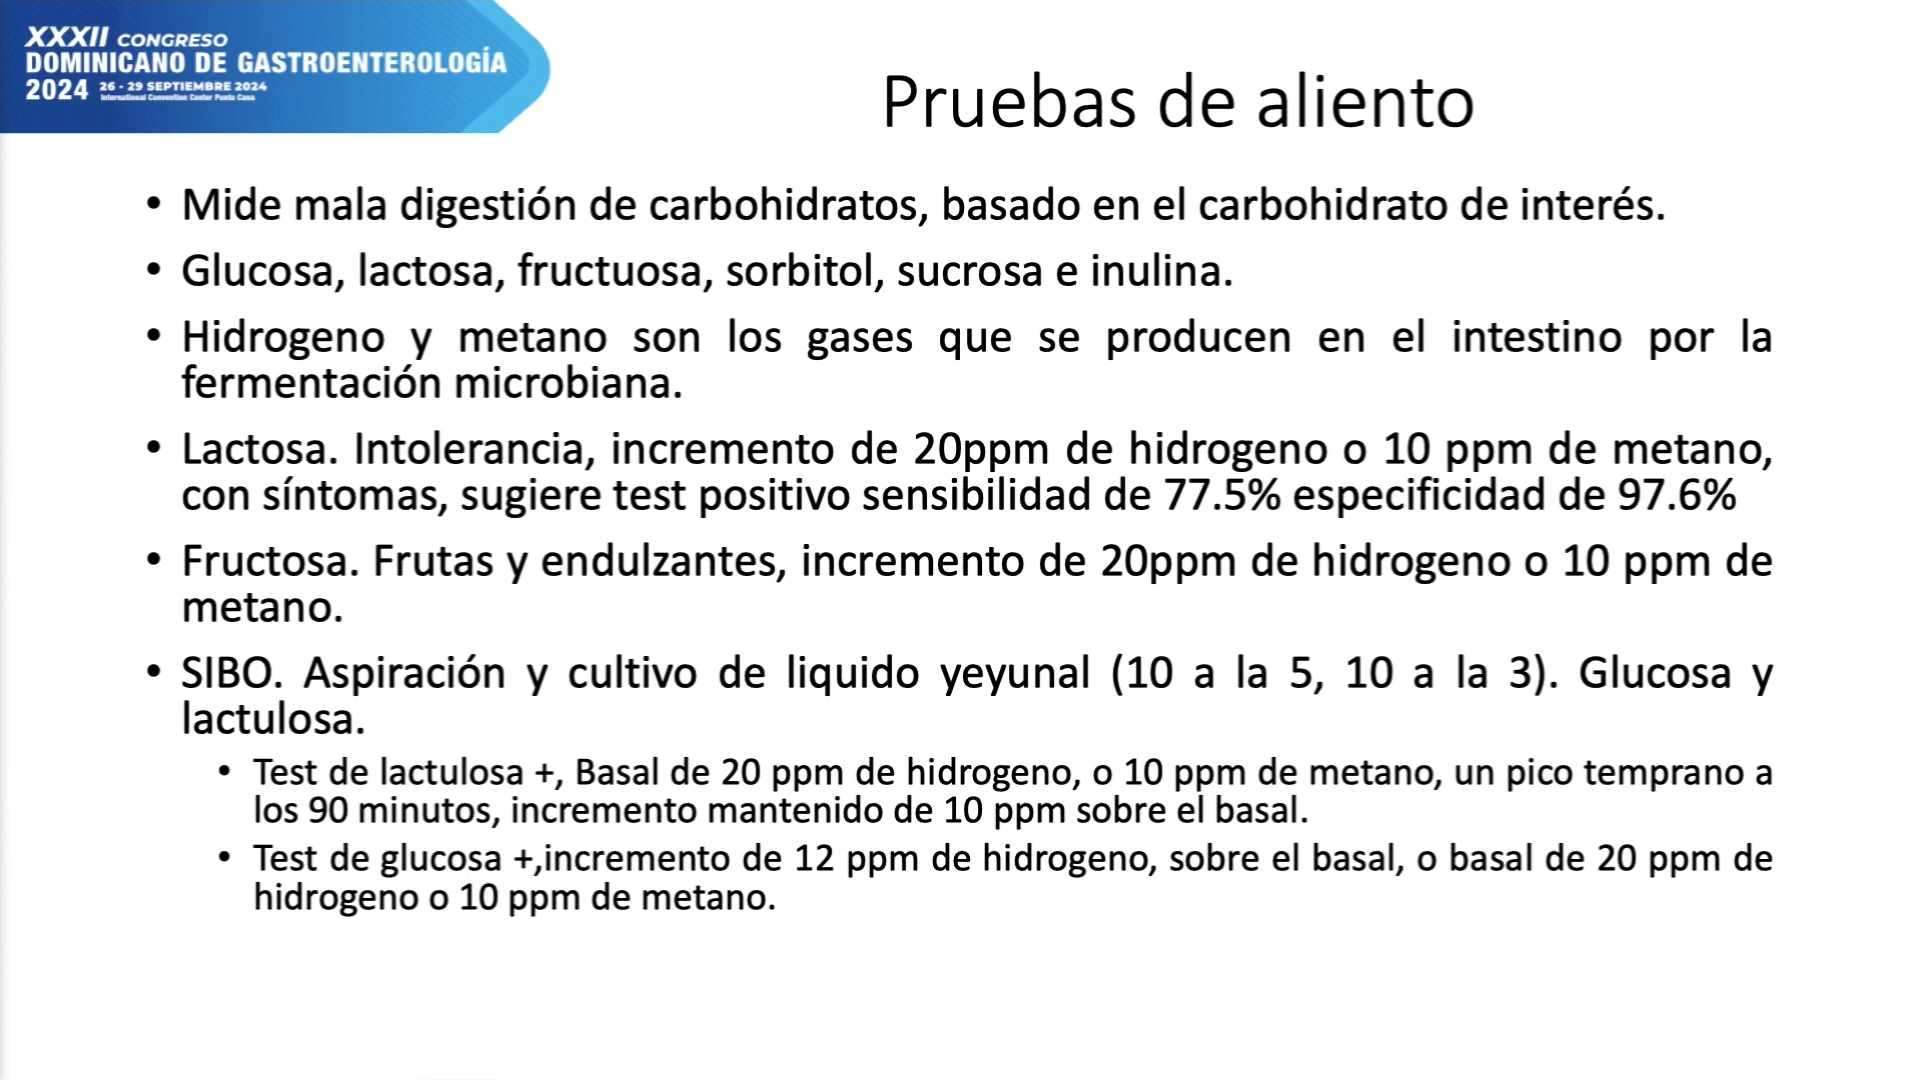 XXXII CONGRESO
DOMINICANO DE GASTROENTEROLOGÍA
2024 26 - 29 SEPTIEMBRE 2024
International Convention Center Punta Cana
Pruebas de aliento
• Mide mala digestión de carbohidratos, basado en el carbohidrato de interés.
• Glucosa, lactosa, fructuosa, sorbitol, sucrosa e inulina.
• Hidrogeno y metano son los gases que se producen en el intestino por la
fermentación microbiana.
• Lactosa. Intolerancia, incremento de 20ppm de hidrogeno o 10 ppm de metano,
con síntomas, sugiere test positivo sensibilidad de 77.5% especificidad de 97.6%
• Fructosa. Frutas y endulzantes, incremento de 20ppm de hidrogeno o 10 ppm de
metano.
• SIBO. Aspiración y cultivo de liquido yeyunal (10 a la 5, 10 a la 3). Glucosa y
lactulosa.
• Test de lactulosa +, Basal de 20 ppm de hidrogeno, o 10 ppm de metano, un pico temprano a
los 90 minutos, incremento mantenido de 10 ppm sobre el basal.
• Test de glucosa +,incremento de 12 ppm de hidrogeno, sobre el basal, o basal de 20 ppm de
hidrogeno o 10 ppm de metano.